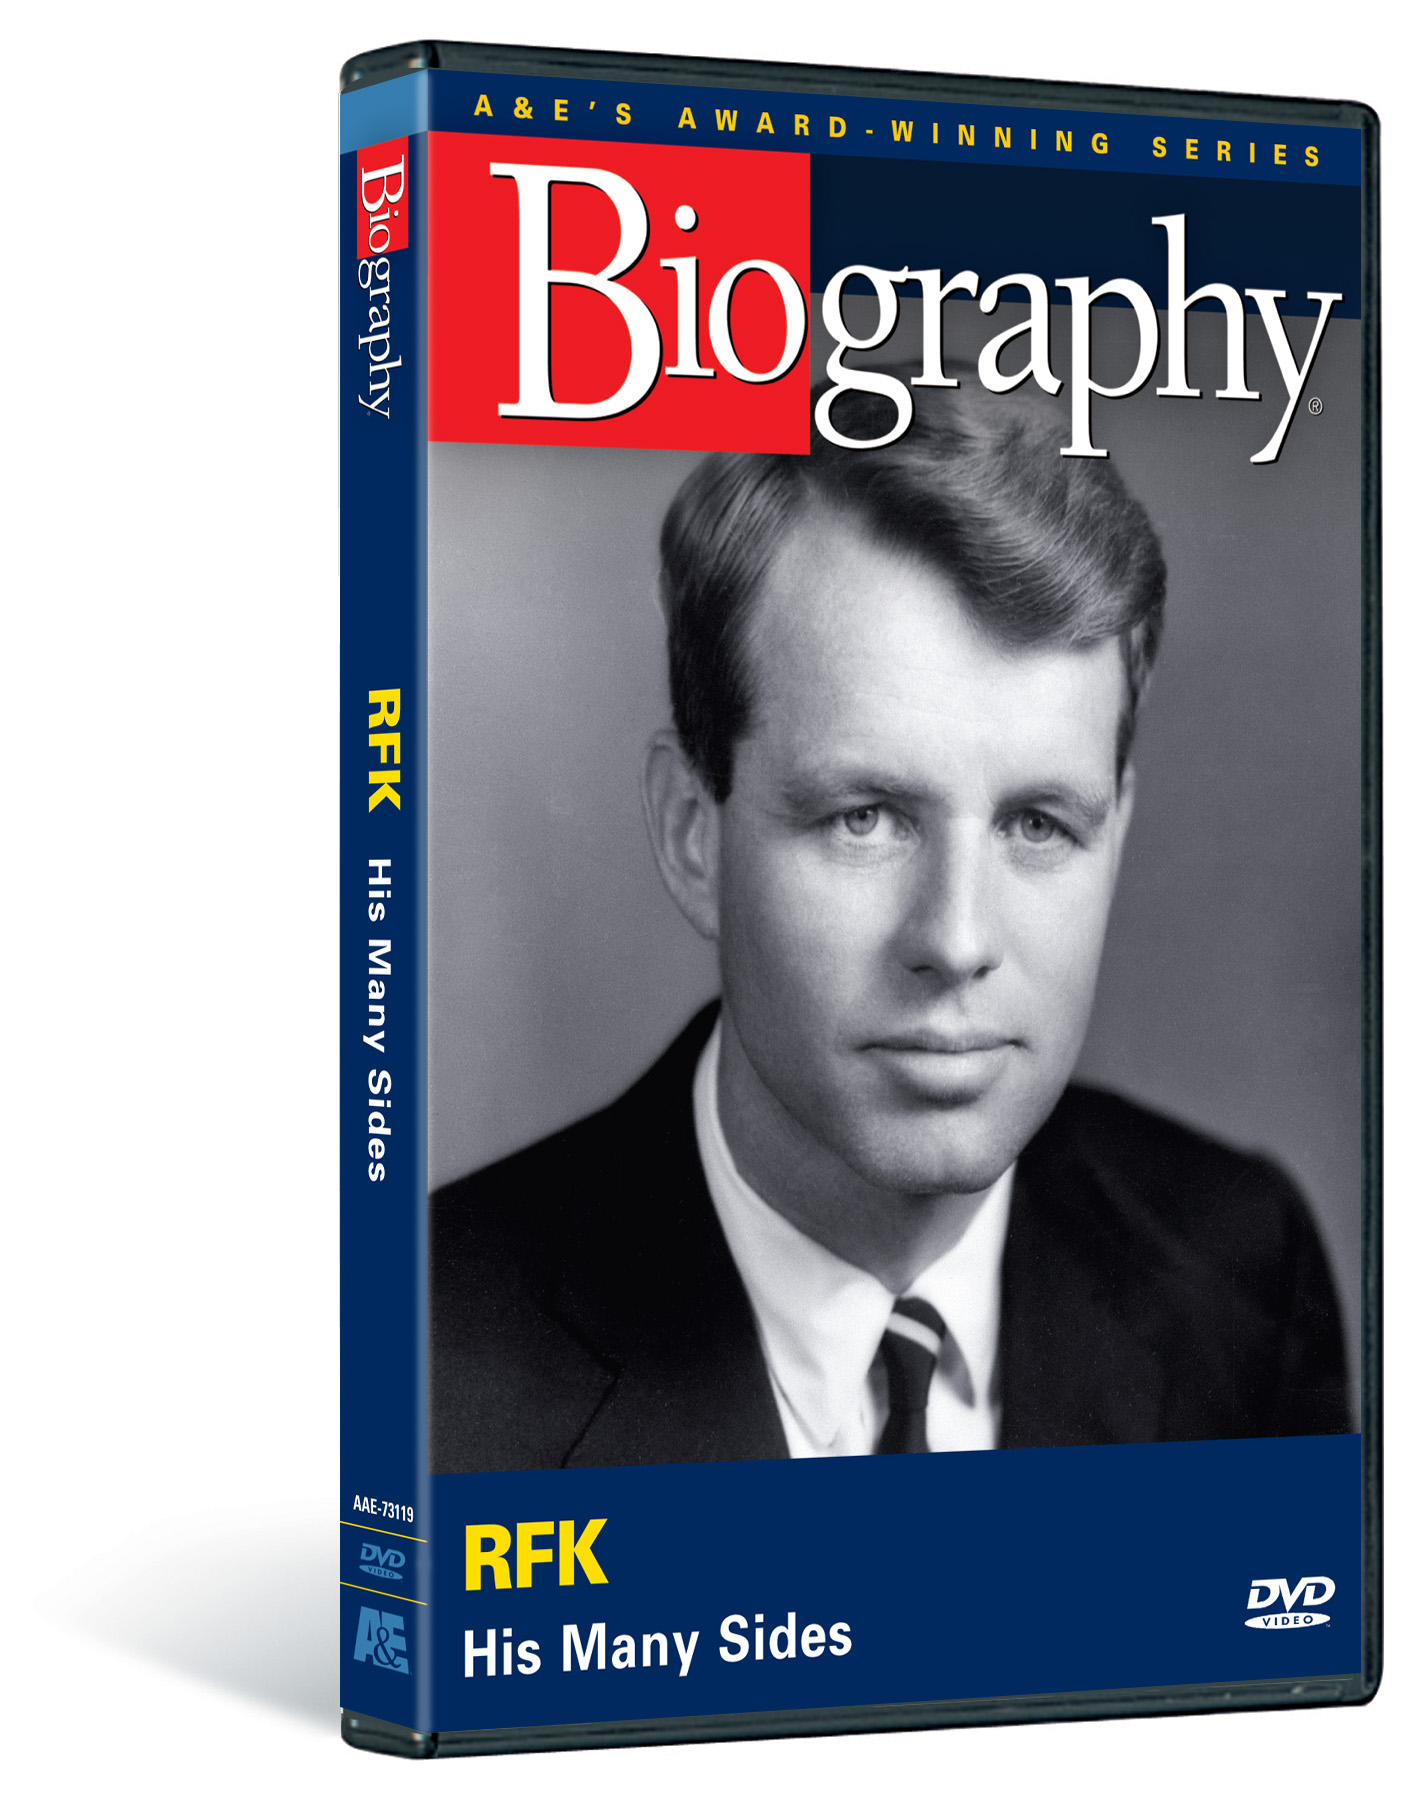 A&E'S AWARD-WINNING SERIES
Biography®
RFK
His Many Sides
DVD
VIDEO
Biography
RFK His Many Sides
AAE-73119
DVD
VIDEO
A&E